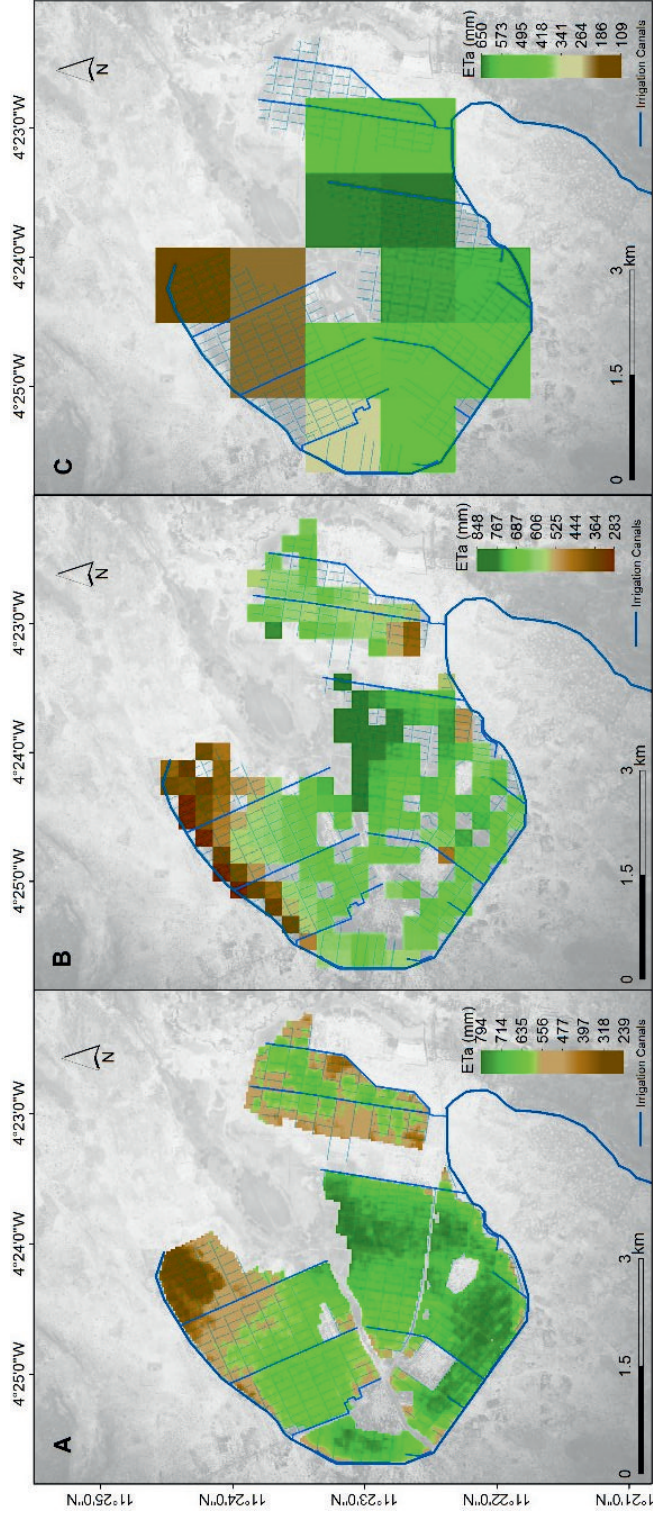 4°25'0"W 4°24'0"W 4°23'0"W
4°25'0"W 4°24'0"W 4°23'0"W
4°25'0"W 4°24'0"W 4°23'0"W
11°25'0"N
11°24'0"N
11°23'0"N
11°22'0"N
11°21'0"N
A
N
ETa (mm)
794
714
635
556
477
397
318
239
Irrigation Canals
0 1.5 3
km
B
N
ETa (mm)
848
767
687
606
525
444
364
283
Irrigation Canals
0 1.5 3
km
C
N
ETa (mm)
650
573
495
418
341
264
186
109
Irrigation Canals
0 1.5 3
km